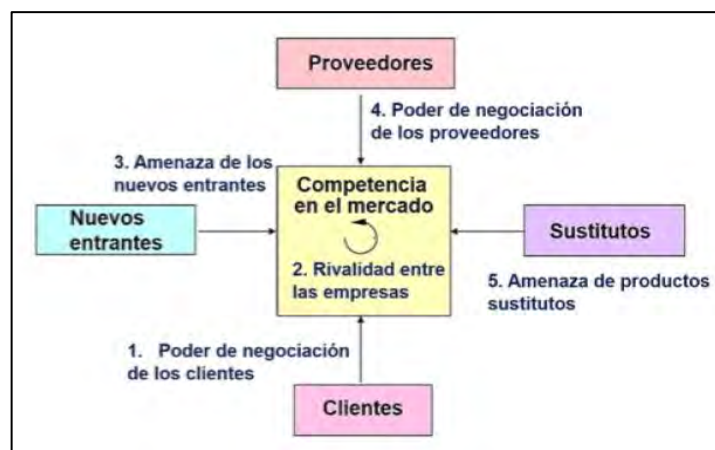 Proveedores
4. Poder de negociación
de los proveedores
3. Amenaza de los
nuevos entrantes
Competencia
en el mercado
Nuevos
entrantes
Sustitutos
2. Rivalidad entre
las empresas
5. Amenaza de productos
sustitutos
1. Poder de negociación
de los clientes
Clientes